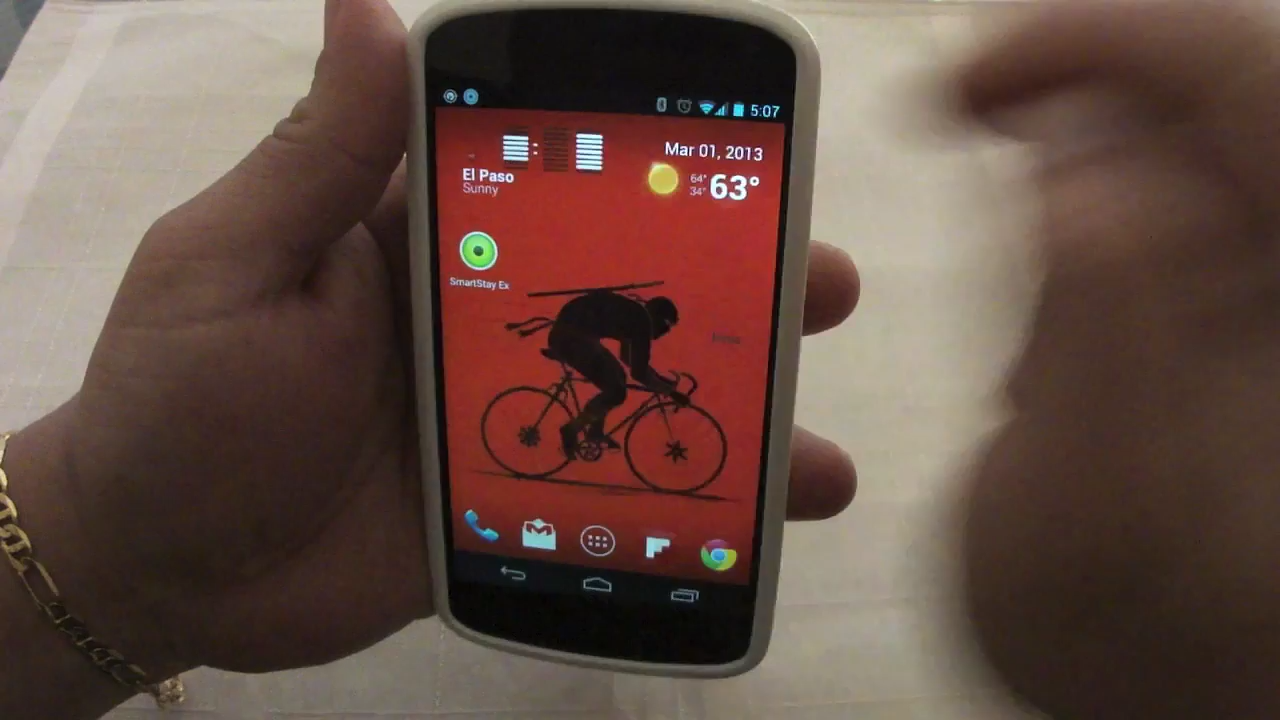 5:07
Mar 01, 2013
El Paso
Sunny
64°
34°
63°
SmartStay Ex